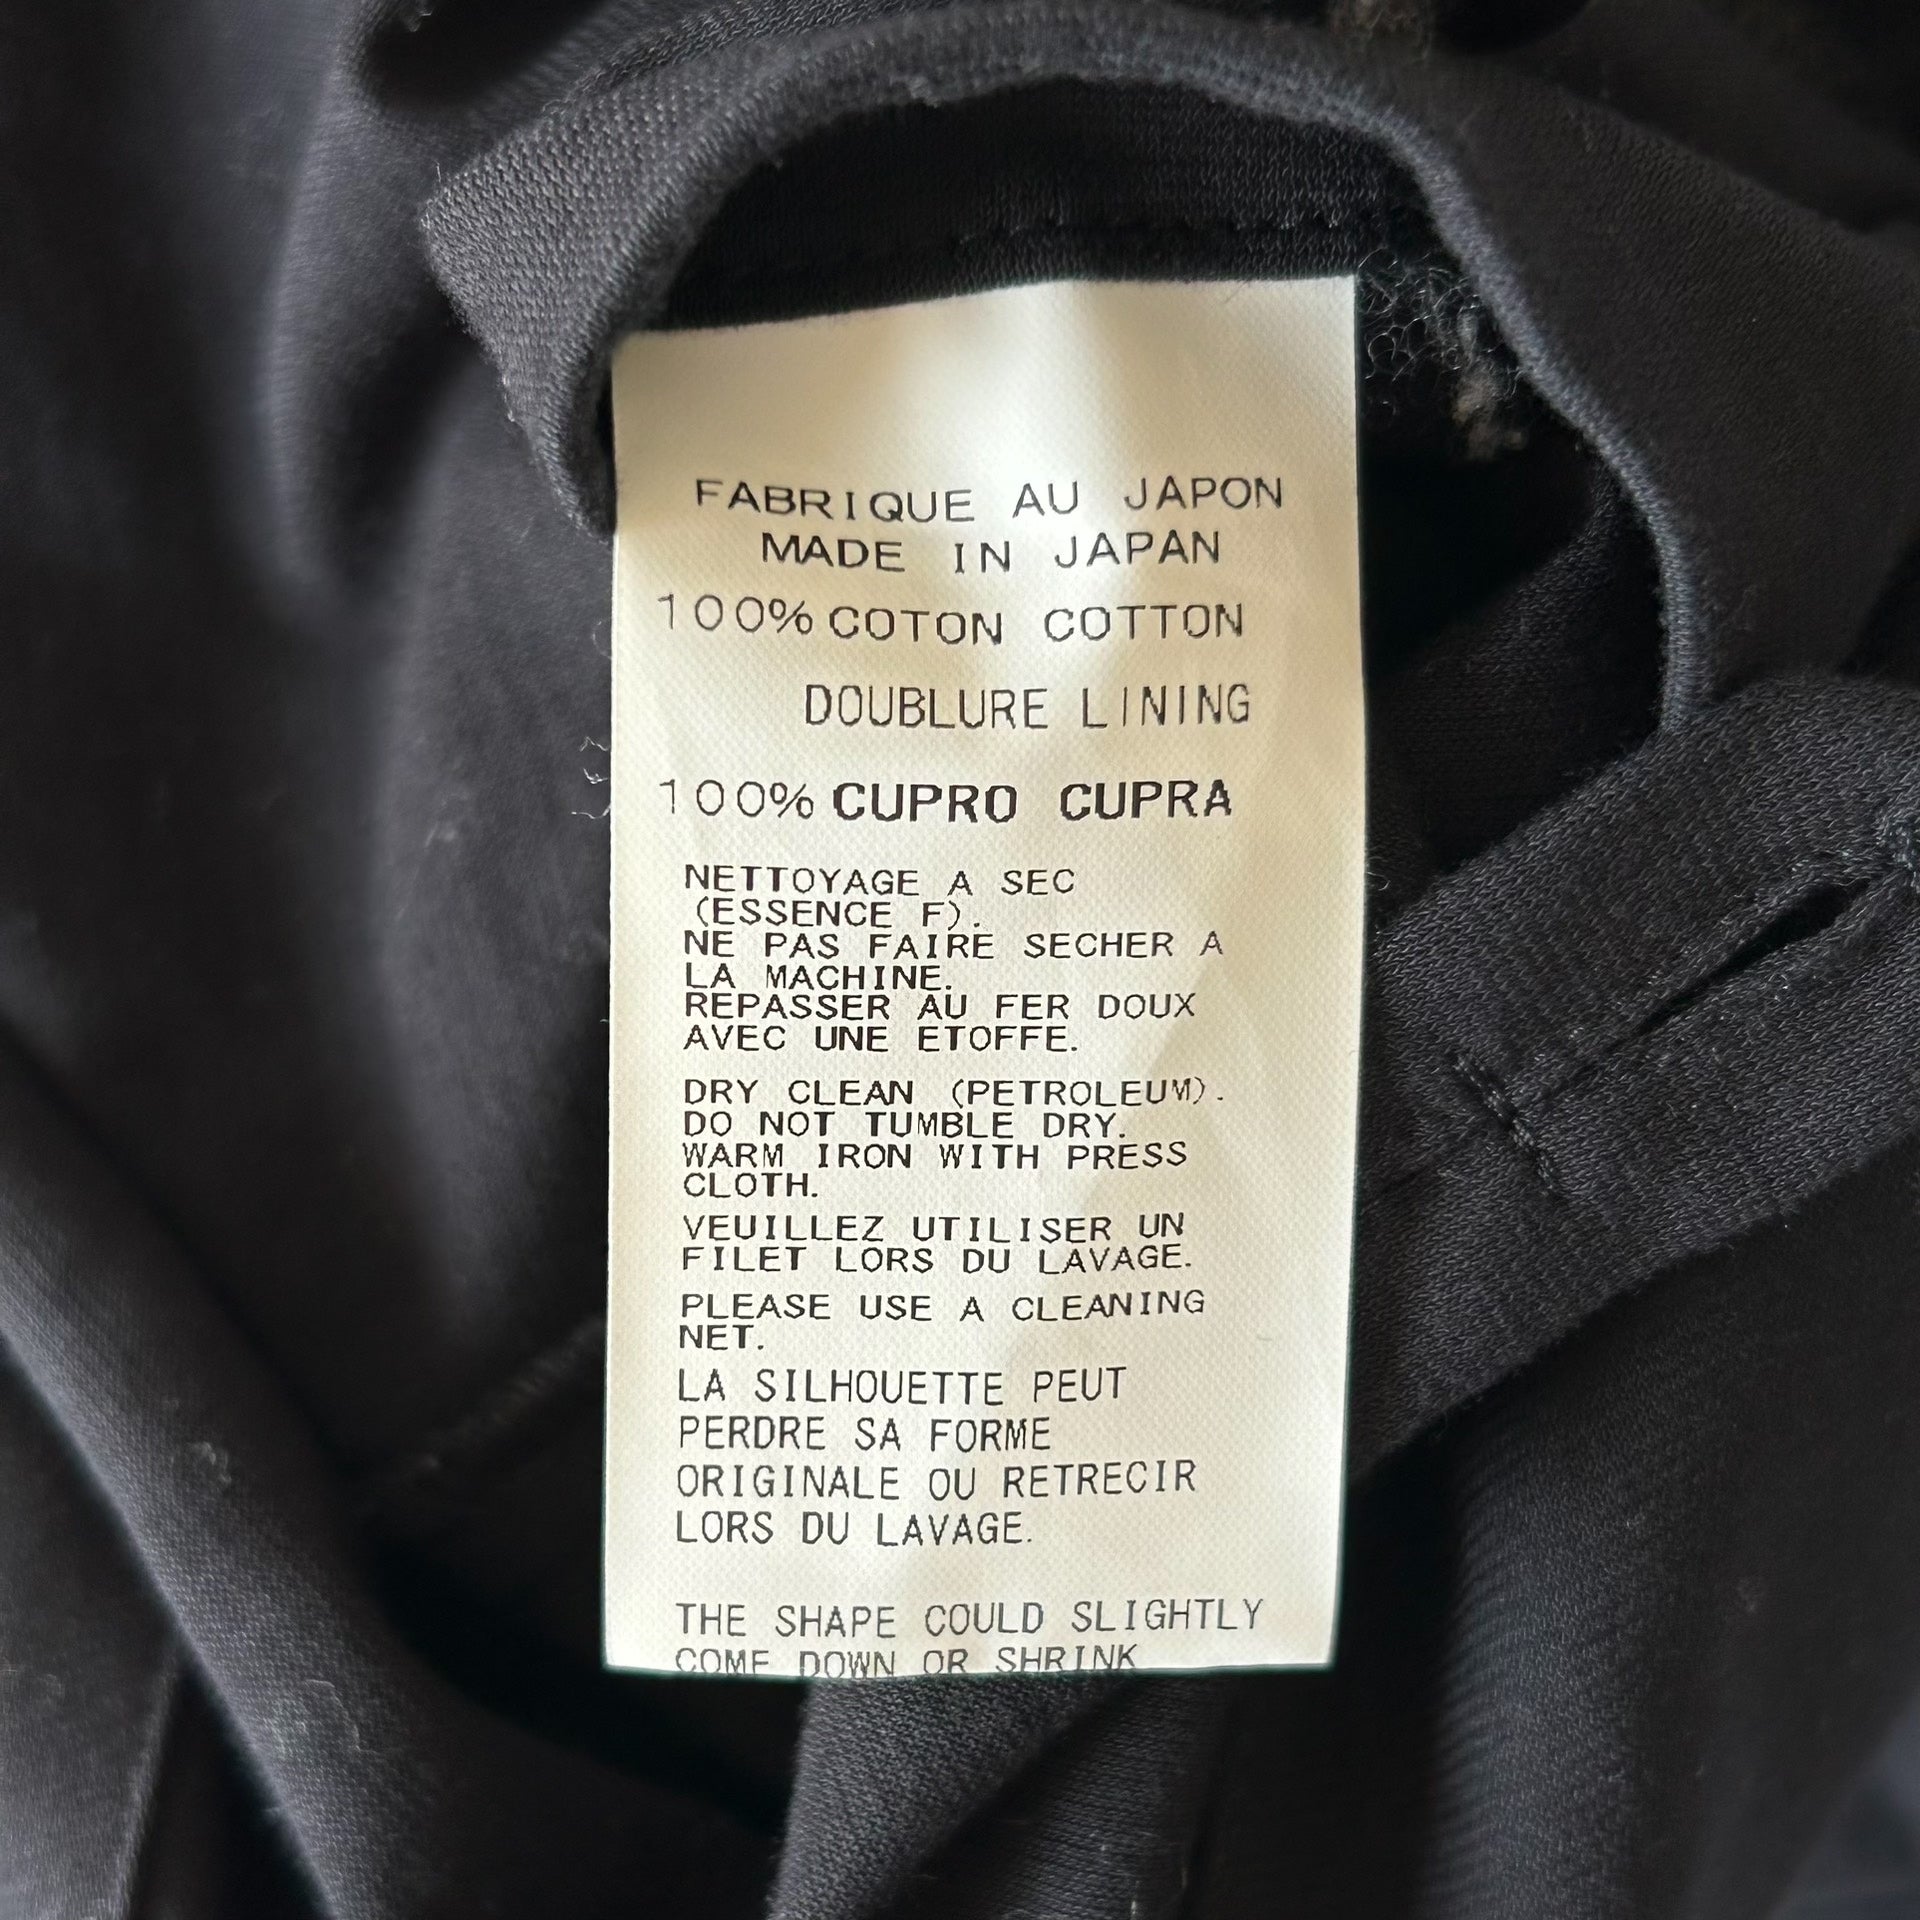 FABRIQUE AU JAPON
MADE IN JAPAN
100% COTON COTTON
DOUBLURE LINING
100% CUPRO CUPRA
NETTOYAGE A SEC
(ESSENCE F).
NE PAS FAIRE SECHER A
LA MACHINE.
REPASSER AU FER DOUX
AVEC UNE ETOFFE.
DRY CLEAN (PETROLEUM).
DO NOT TUMBLE DRY.
WARM IRON WITH PRESS
CLOTH.
VEUILLEZ UTILISER UN
FILET LORS DU LAVAGE.
PLEASE USE A CLEANING
NET.
LA SILHOUETTE PEUT
PERDRE SA FORME
ORIGINALE OU RETRECIR
LORS DU LAVAGE.
THE SHAPE COULD SLIGHTLY
COME DOWN OR SHRINK